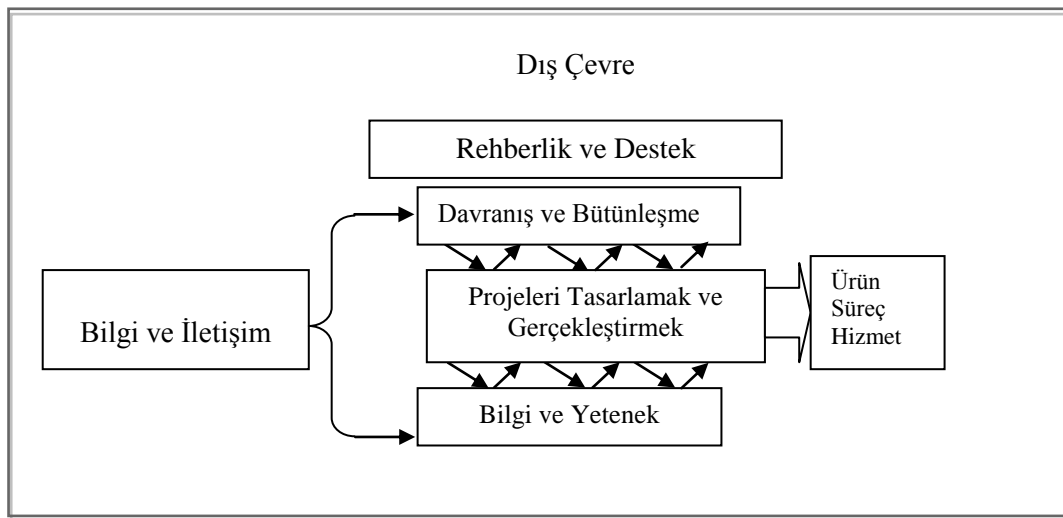 Dış Çevre
Rehberlik ve Destek
Davranış ve Bütünleşme
Bilgi ve İletişim
Projeleri Tasarlamak ve
Gerçekleştirmek
Ürün
Süreç
Hizmet
Bilgi ve Yetenek